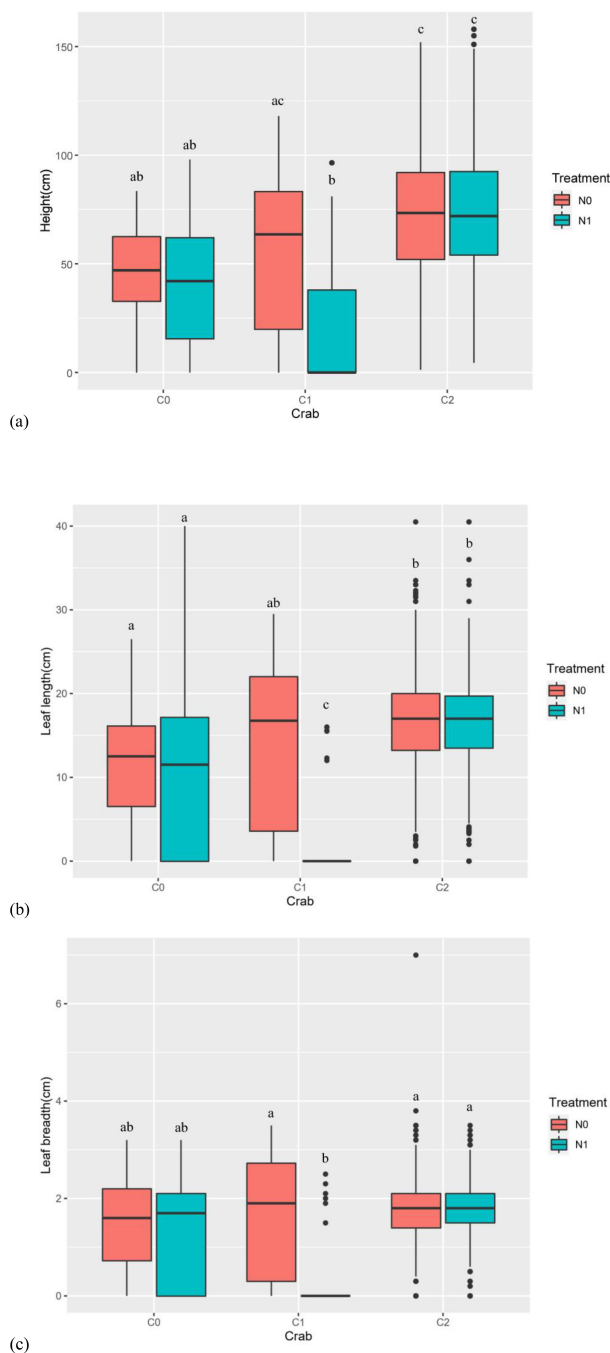 150
100
50
0
Height(cm)
ab
ab
ac
b
c
c
C0
C1
C2
Crab
Treatment
N0
N1
(a)
40
30
20
10
0
Leaf length(cm)
a
a
ab
c
b
b
C0
C1
C2
Crab
Treatment
N0
N1
(b)
6
4
2
0
Leaf breadth(cm)
ab
ab
a
b
a
a
C0
C1
C2
Crab
Treatment
N0
N1
(c)